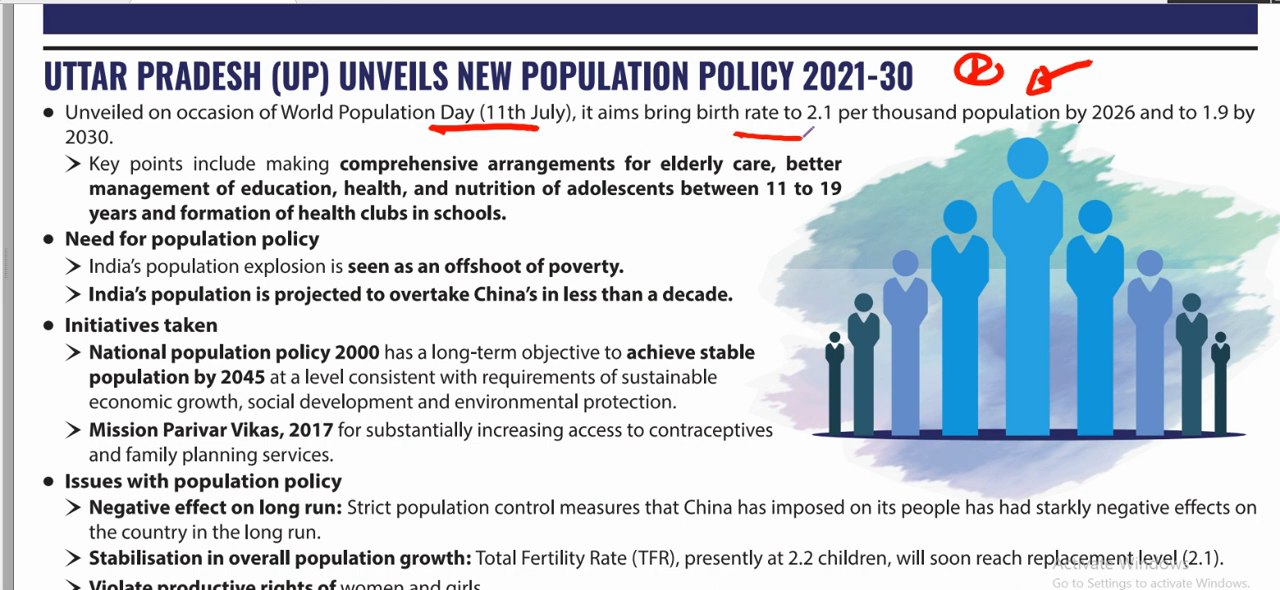 UTTAR PRADESH (UP) UNVEILS NEW POPULATION POLICY 2021-30
● Unveiled on occasion of World Population Day (11th July), it aims bring birth rate to 2.1 per thousand population by 2026 and to 1.9 by
2030.
➤ Key points include making comprehensive arrangements for elderly care, better
management of education, health, and nutrition of adolescents between 11 to 19
years and formation of health clubs in schools.
● Need for population policy
➤ India's population explosion is seen as an offshoot of poverty.
➤ India's population is projected to overtake China's in less than a decade.
● Initiatives taken
➤ National population policy 2000 has a long-term objective to achieve stable
population by 2045 at a level consistent with requirements of sustainable
economic growth, social development and environmental protection.
➤ Mission Parivar Vikas, 2017 for substantially increasing access to contraceptives
and family planning services.
● Issues with population policy
➤ Negative effect on long run: Strict population control measures that China has imposed on its people has had starkly negative effects on
the country in the long run.
➤ Stabilisation in overall population growth: Total Fertility Rate (TFR), presently at 2.2 children, will soon reach replacement level (2.1).
Activate Windows
Go to Settings to activate Windows.
➤ Violate productive rights of women and girls